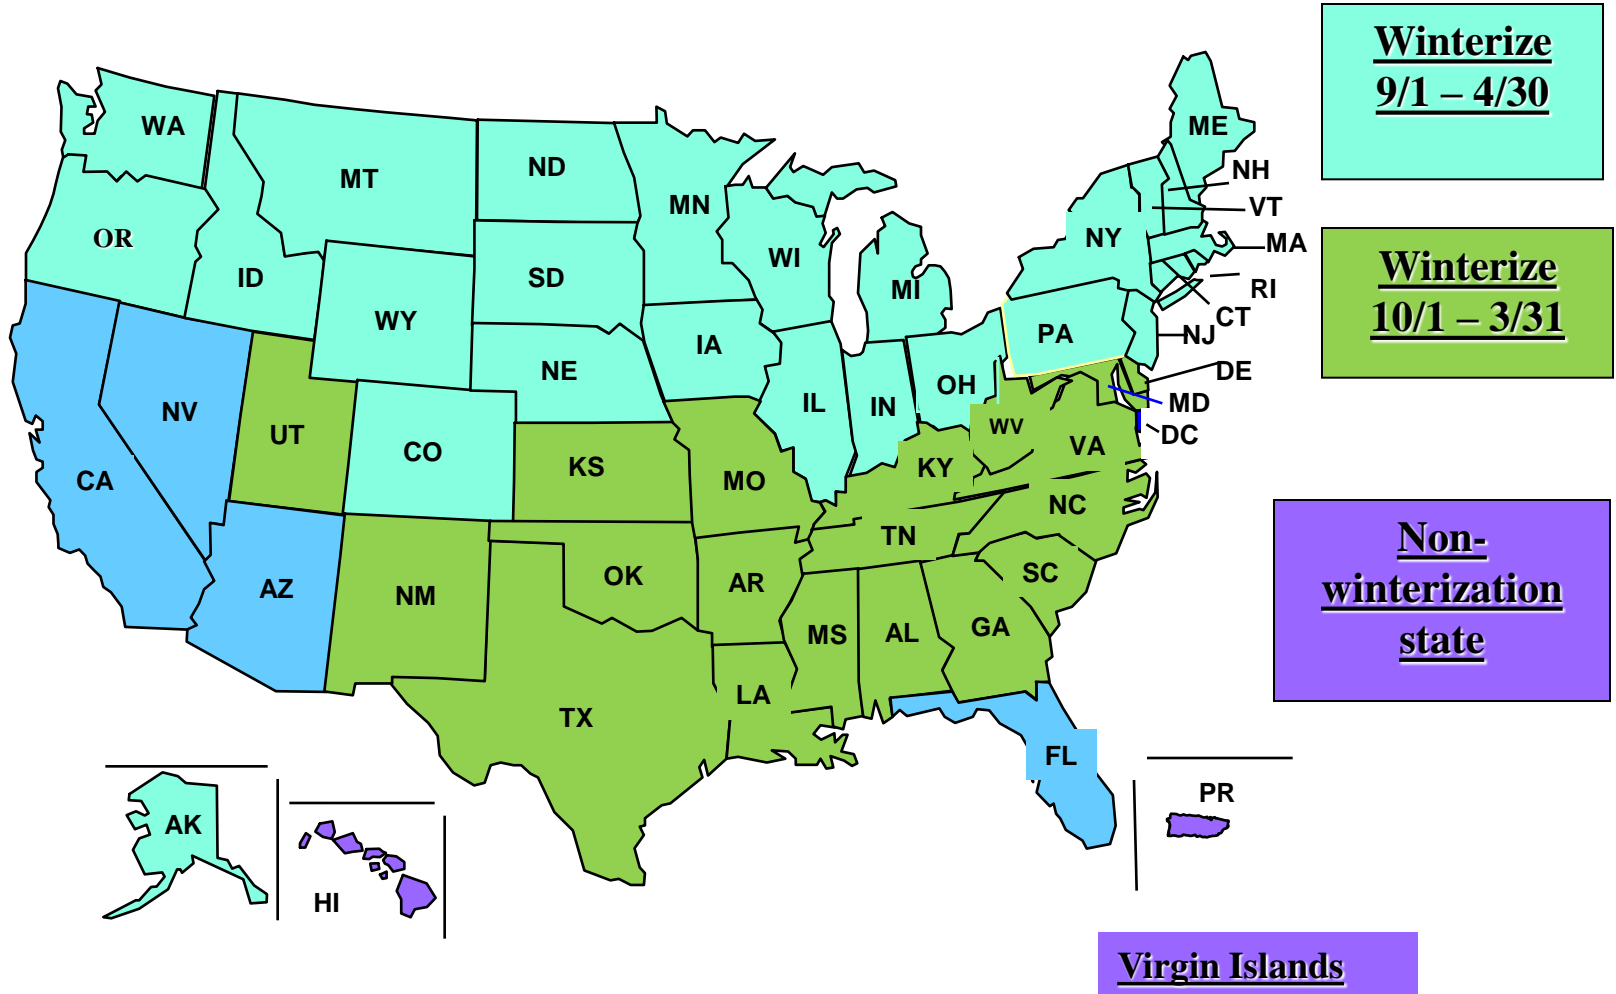 Winterize
9/1 – 4/30
WA
ME
MT
ND
NH
MN
VT
OR
NY
MA
WI
ID
SD
MI
RI
WY
CT
PA
NJ
IA
NE
DE
OH
MD
NV
IL
IN
WV
UT
DC
CO
VA
KS
KY
CA
MO
NC
TN
SC
OK
AR
AZ
NM
GA
MS
AL
LA
TX
FL
PR
AK
HI
Winterize
10/1 – 3/31
Non-
winterization
state
Virgin Islands